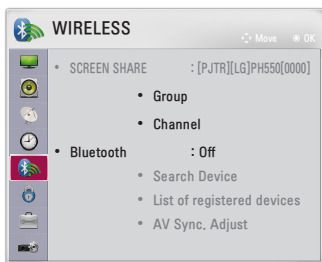 WIRELESS
Move OK
• SCREEN SHARE : [PJTR][LG]PH550[0000]
• Group
• Channel
• Bluetooth : Off
• Search Device
• List of registered devices
• AV Sync. Adjust